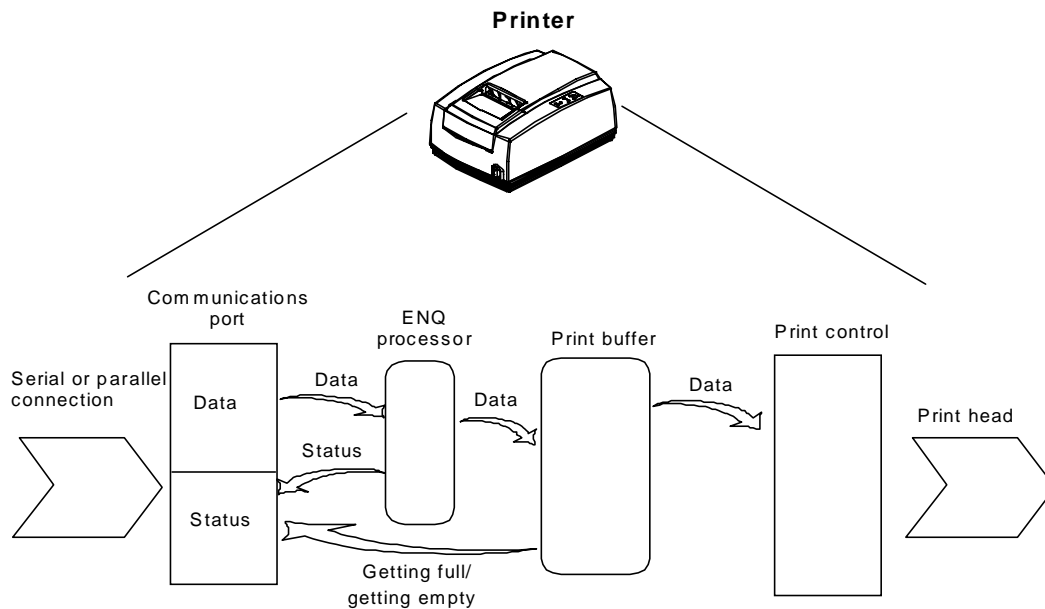 Printer
Communications
port
ENQ
processor
Print buffer
Print control
Serial or parallel
connection
Data
Data
Data
Data
Print head
Status
Status
Getting full/
getting empty